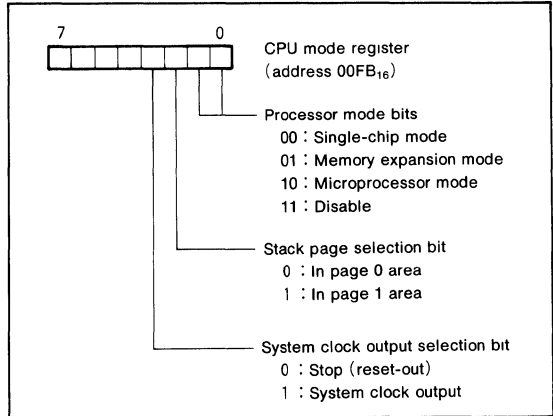 7 0
CPU mode register
(address 00FB₁₆)
Processor mode bits
00 : Single-chip mode
01 : Memory expansion mode
10 : Microprocessor mode
11 : Disable
Stack page selection bit
0 : In page 0 area
1 : In page 1 area
System clock output selection bit
0 : Stop (reset-out)
1 : System clock output